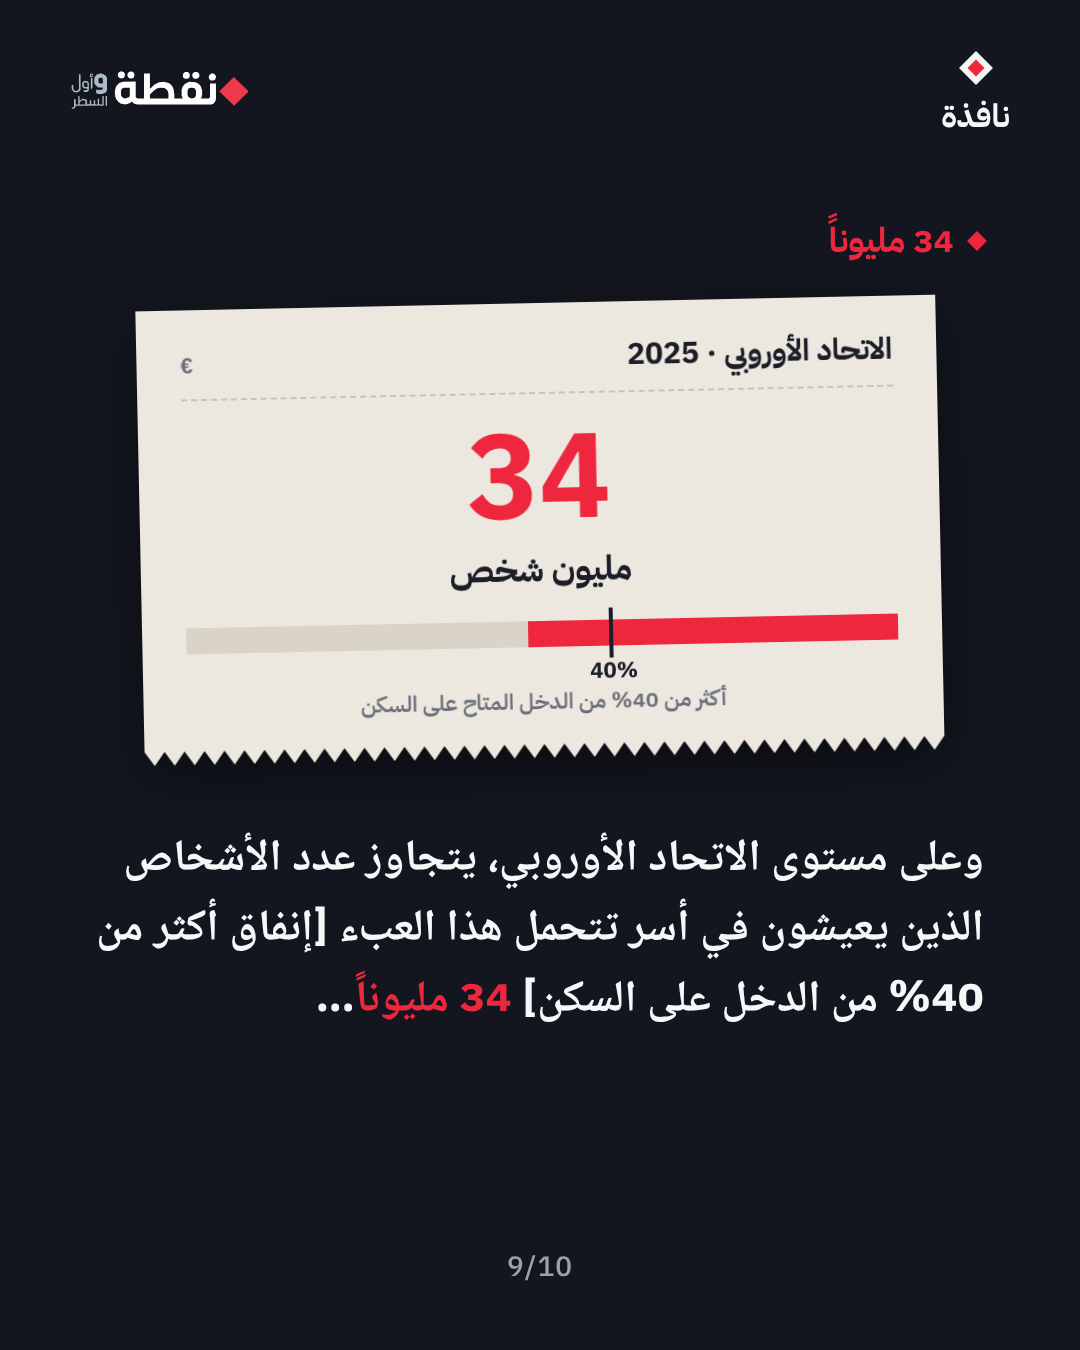 نافذة
نقطة
وأول
السطر
34 مليوناً
الاتحاد الأوروبي · 2025
€
34
مليون شخص
40%
أكثر من 40% من الدخل المتاح على السكن
وعلى مستوى الاتحاد الأوروبي، يتجاوز عدد الأشخاص
الذين يعيشون في أسر تتحمل هذا العبء [إنفاق أكثر من
40% من الدخل على السكن] 34 مليوناً...
9/10